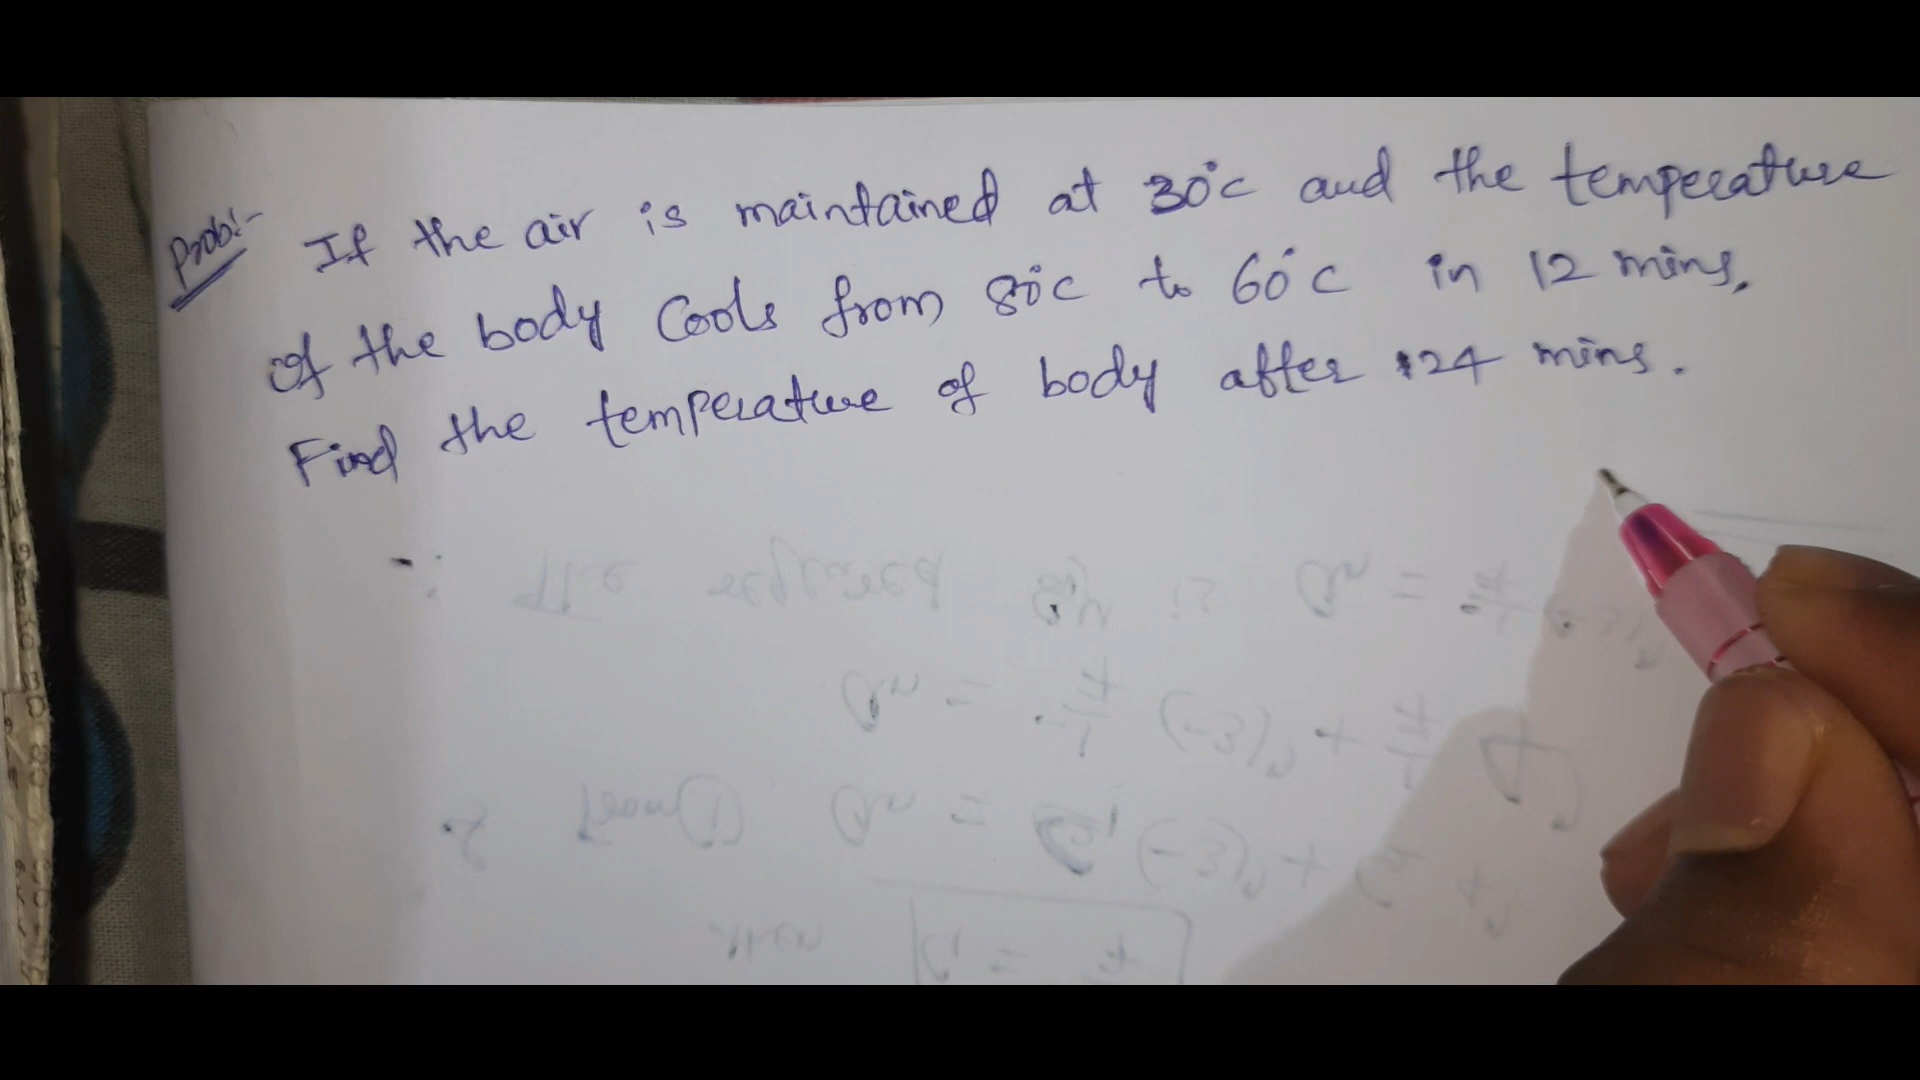 Prob:- If the air is maintained at 30°c and the temperature
of the body cools from 80°c to 60°C in 12 mins,
Find the temperature of body after 24 mins.